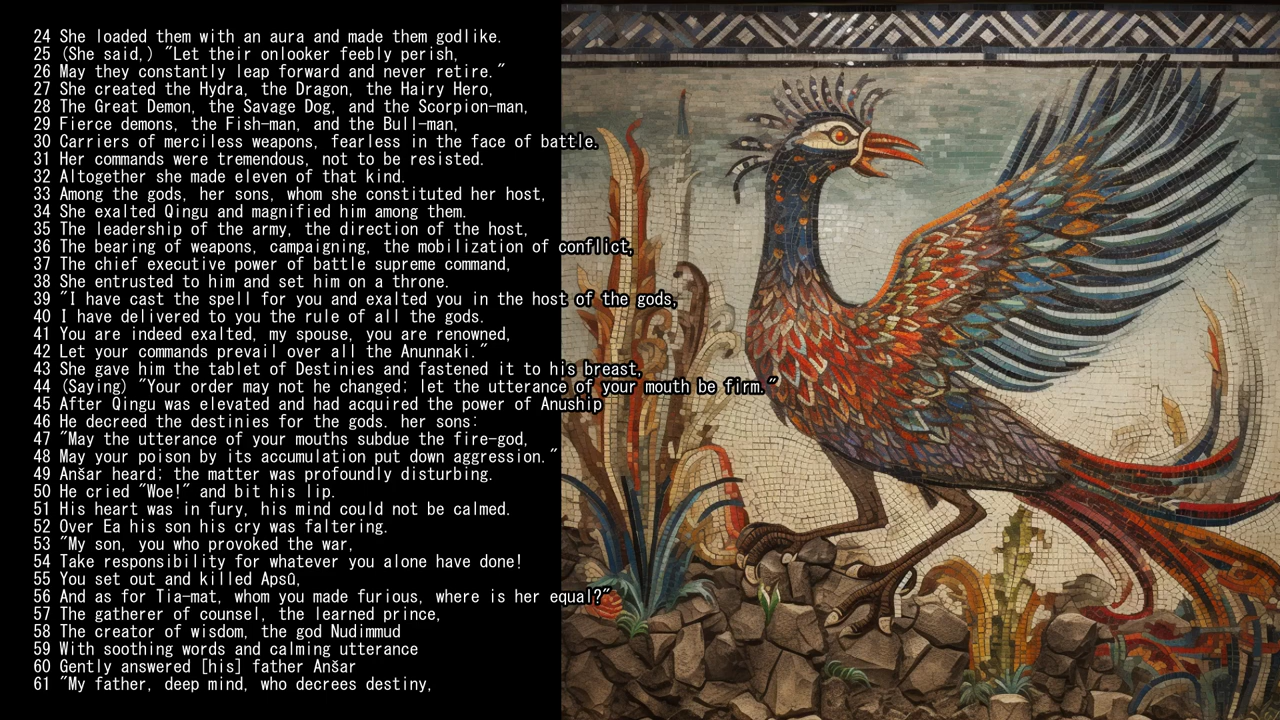 24 She loaded them with an aura and made them godlike.
25 (She said,) "Let their onlooker feebly perish,
26 May they constantly leap forward and never retire."
27 She created the Hydra, the Dragon, the Hairy Hero,
28 The Great Demon, the Savage Dog, and the Scorpion-man,
29 Fierce demons, the Fish-man, and the Bull-man,
30 Carriers of merciless weapons, fearless in the face of battle.
31 Her commands were tremendous, not to be resisted.
32 Altogether she made eleven of that kind.
33 Among the gods, her sons, whom she constituted her host,
34 She exalted Qingu and magnified him among them.
35 The leadership of the army, the direction of the host,
36 The bearing of weapons, campaigning, the mobilization of conflict,
37 The chief executive power of battle supreme command,
38 She entrusted to him and set him on a throne.
39 "I have cast the spell for you and exalted you in the host of the gods,
40 I have delivered to you the rule of all the gods.
41 You are indeed exalted, my spouse, you are renowned,
42 Let your commands prevail over all the Anunnaki."
43 She gave him the tablet of Destinies and fastened it to his breast,
44 (Saying) "Your order may not he changed; let the utterance of your mouth be firm."
45 After Qingu was elevated and had acquired the power of Anuship
46 He decreed the destinies for the gods. her sons:
47 "May the utterance of your mouths subdue the fire-god,
48 May your poison by its accumulation put down aggression."
49 Anšar heard; the matter was profoundly disturbing.
50 He cried "Woe!" and bit his lip.
51 His heart was in fury, his mind could not be calmed.
52 Over Ea his son his cry was faltering.
53 "My son, you who provoked the war,
54 Take responsibility for whatever you alone have done!
55 You set out and killed Apsû,
56 And as for Tia-mat, whom you made furious, where is her equal?"
57 The gatherer of counsel, the learned prince,
58 The creator of wisdom, the god Nudimmud
59 With soothing words and calming utterance
60 Gently answered [his] father Anšar
61 "My father, deep mind, who decrees destiny,